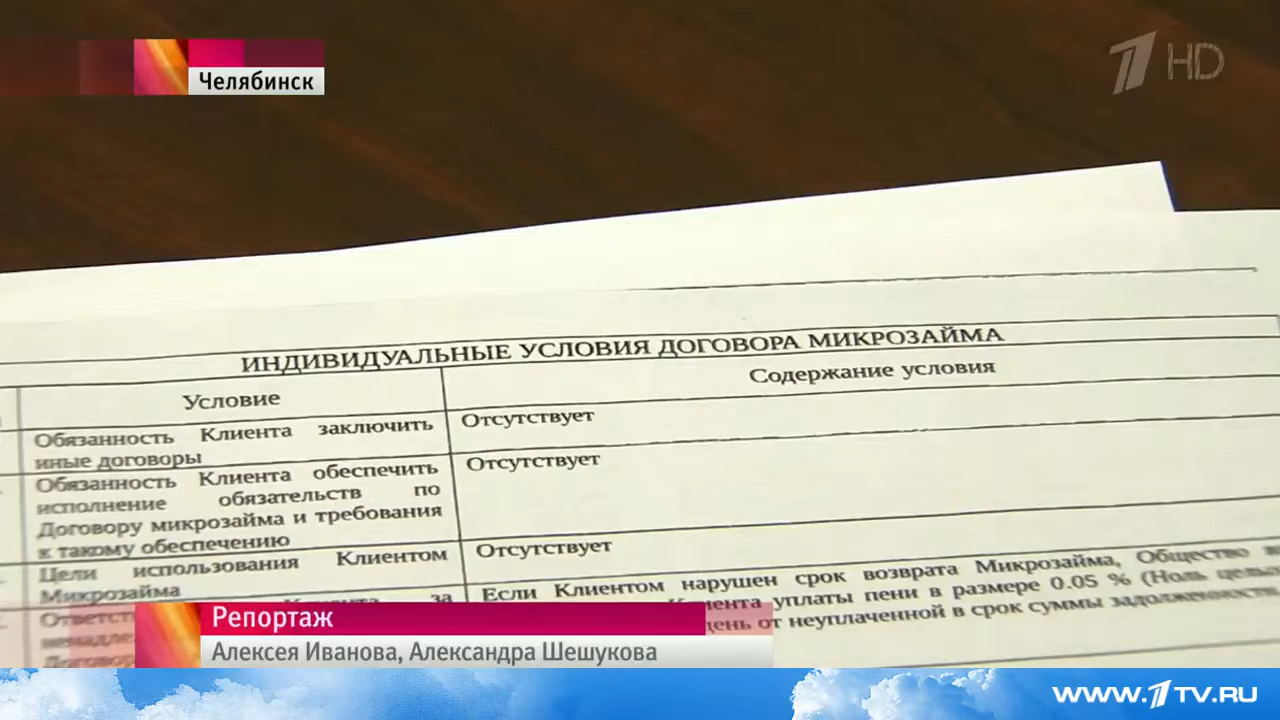 Челябинск
1 HD
ИНДИВИДУАЛЬНЫЕ УСЛОВИЯ ДОГОВОРА МИКРОЗАЙМА
Условие
Содержание условия
Обязанность Клиента заключить
иные договоры
Отсутствует
Обязанность Клиента обеспечить
исполнение обязательств по
Договору микрозайма и требования
к такому обеспечению
Отсутствует
Цели использования Клиентом
Микрозайма
Отсутствует
за
Если Клиентом нарушен срок возврата Микрозайма, Общество
уплаты пени в размере 0.05 % (Ноль целых
день от неуплаченной в срок суммы
Репортаж
Алексея Иванова, Александра Шешукова
WWW.1TV.RU